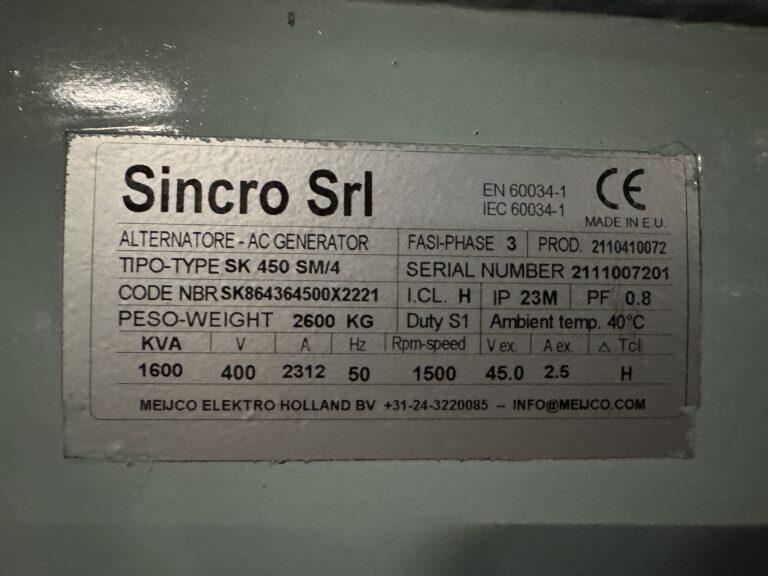 Sincro Srl
EN 60034-1
IEC 60034-1
CE
MADE IN E.U.
ALTERNATORE - AC GENERATOR FASI-PHASE 3 PROD. 2110410072
TIPO-TYPE SK 450 SM/4 SERIAL NUMBER 2111007201
CODE NBR SK864364500X2221 I.CL. H IP 23M PF 0.8
PESO-WEIGHT 2600 KG Duty S1 Ambient temp. 40°C
KVA V A Hz Rpm-speed V ex. A ex. △ Tcl
1600 400 2312 50 1500 45.0 2.5 H
MEIJCO ELEKTRO HOLLAND BV +31-24-3220085 – INFO@MEIJCO.COM